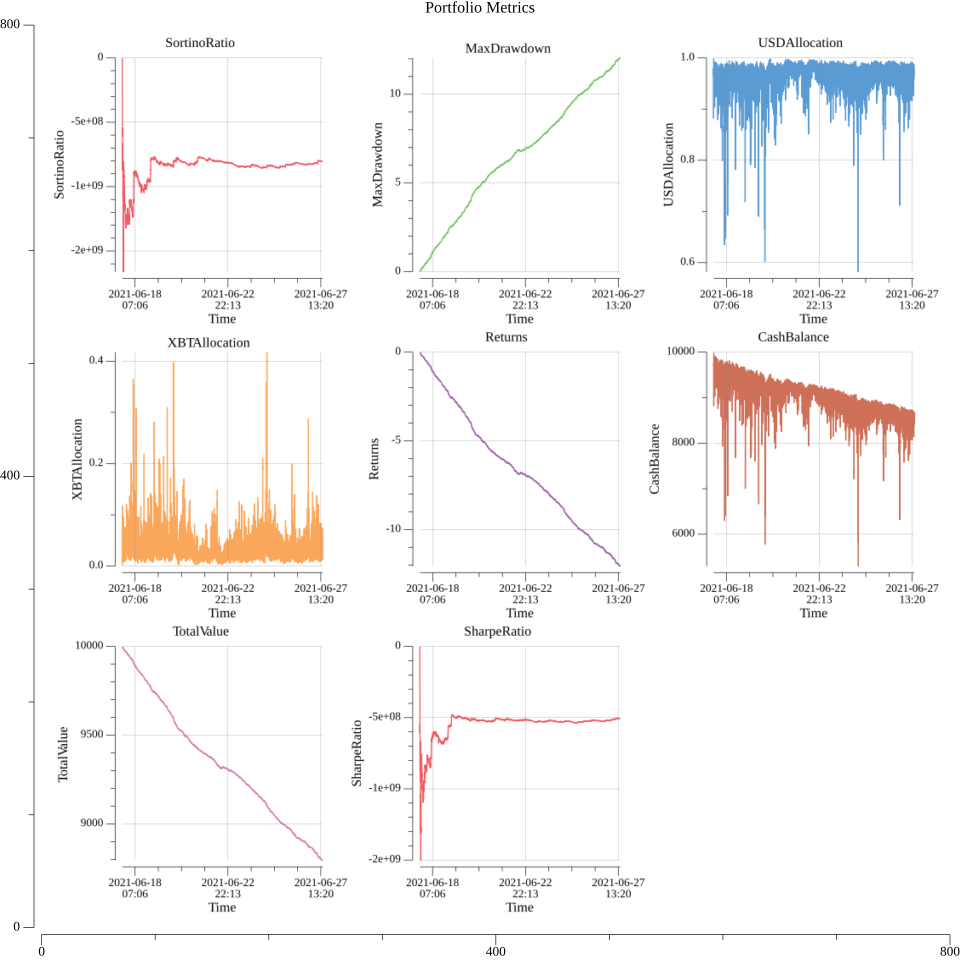 Portfolio Metrics
800
400
0
0
400
800
SortinoRatio
SortinoRatio
0
-5e+08
-1e+09
-2e+09
2021-06-18 2021-06-22 2021-06-27
07:06 22:13 13:20
Time
MaxDrawdown
MaxDrawdown
10
5
0
2021-06-18 2021-06-22 2021-06-27
07:06 22:13 13:20
Time
USDAllocation
USDAllocation
1.0
0.8
0.6
2021-06-18 2021-06-22 2021-06-27
07:06 22:13 13:20
Time
XBTAllocation
XBTAllocation
0.4
0.2
0.0
2021-06-18 2021-06-22 2021-06-27
07:06 22:13 13:20
Time
Returns
Returns
0
-5
-10
2021-06-18 2021-06-22 2021-06-27
07:06 22:13 13:20
Time
CashBalance
CashBalance
10000
8000
6000
2021-06-18 2021-06-22 2021-06-27
07:06 22:13 13:20
Time
TotalValue
TotalValue
10000
9500
9000
2021-06-18 2021-06-22 2021-06-27
07:06 22:13 13:20
Time
SharpeRatio
SharpeRatio
0
-5e+08
-1e+09
-2e+09
2021-06-18 2021-06-22 2021-06-27
07:06 22:13 13:20
Time